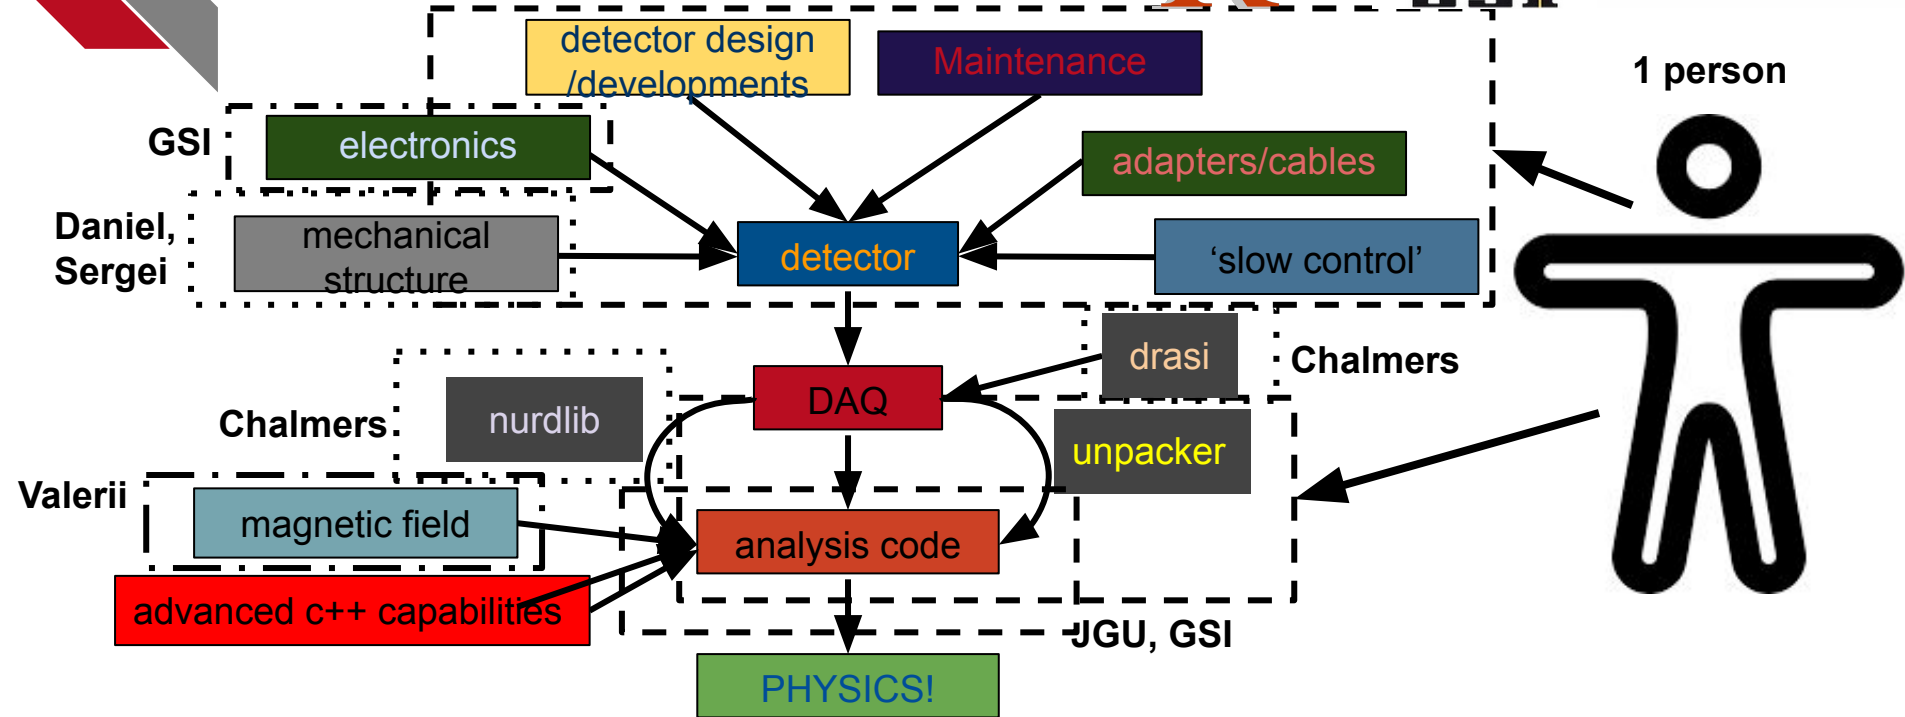 detector design
/developments
Maintenance
1 person
GSI
electronics
adapters/cables
Daniel,
Sergei
mechanical
structure
detector
‘slow control’
drasi
Chalmers
DAQ
Chalmers
nurdlib
unpacker
Valerii
magnetic field
analysis code
advanced c++ capabilities
JGU, GSI
PHYSICS!